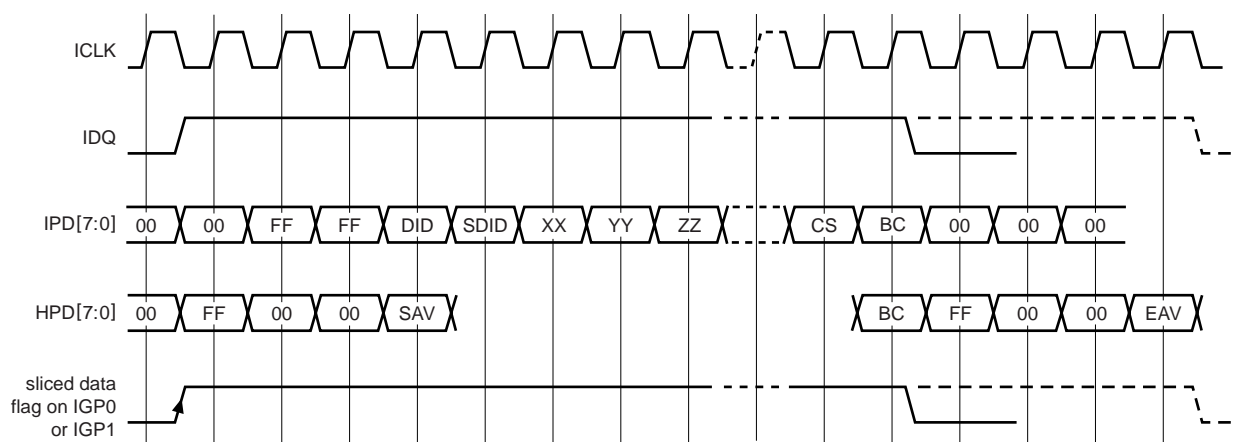 ICLK
IDQ
IPD[7:0] 00 00 FF FF DID SDID XX YY ZZ CS BC 00 00 00
HPD[7:0] 00 FF 00 00 SAV BC FF 00 00 EAV
sliced data
flag on IGP0
or IGP1